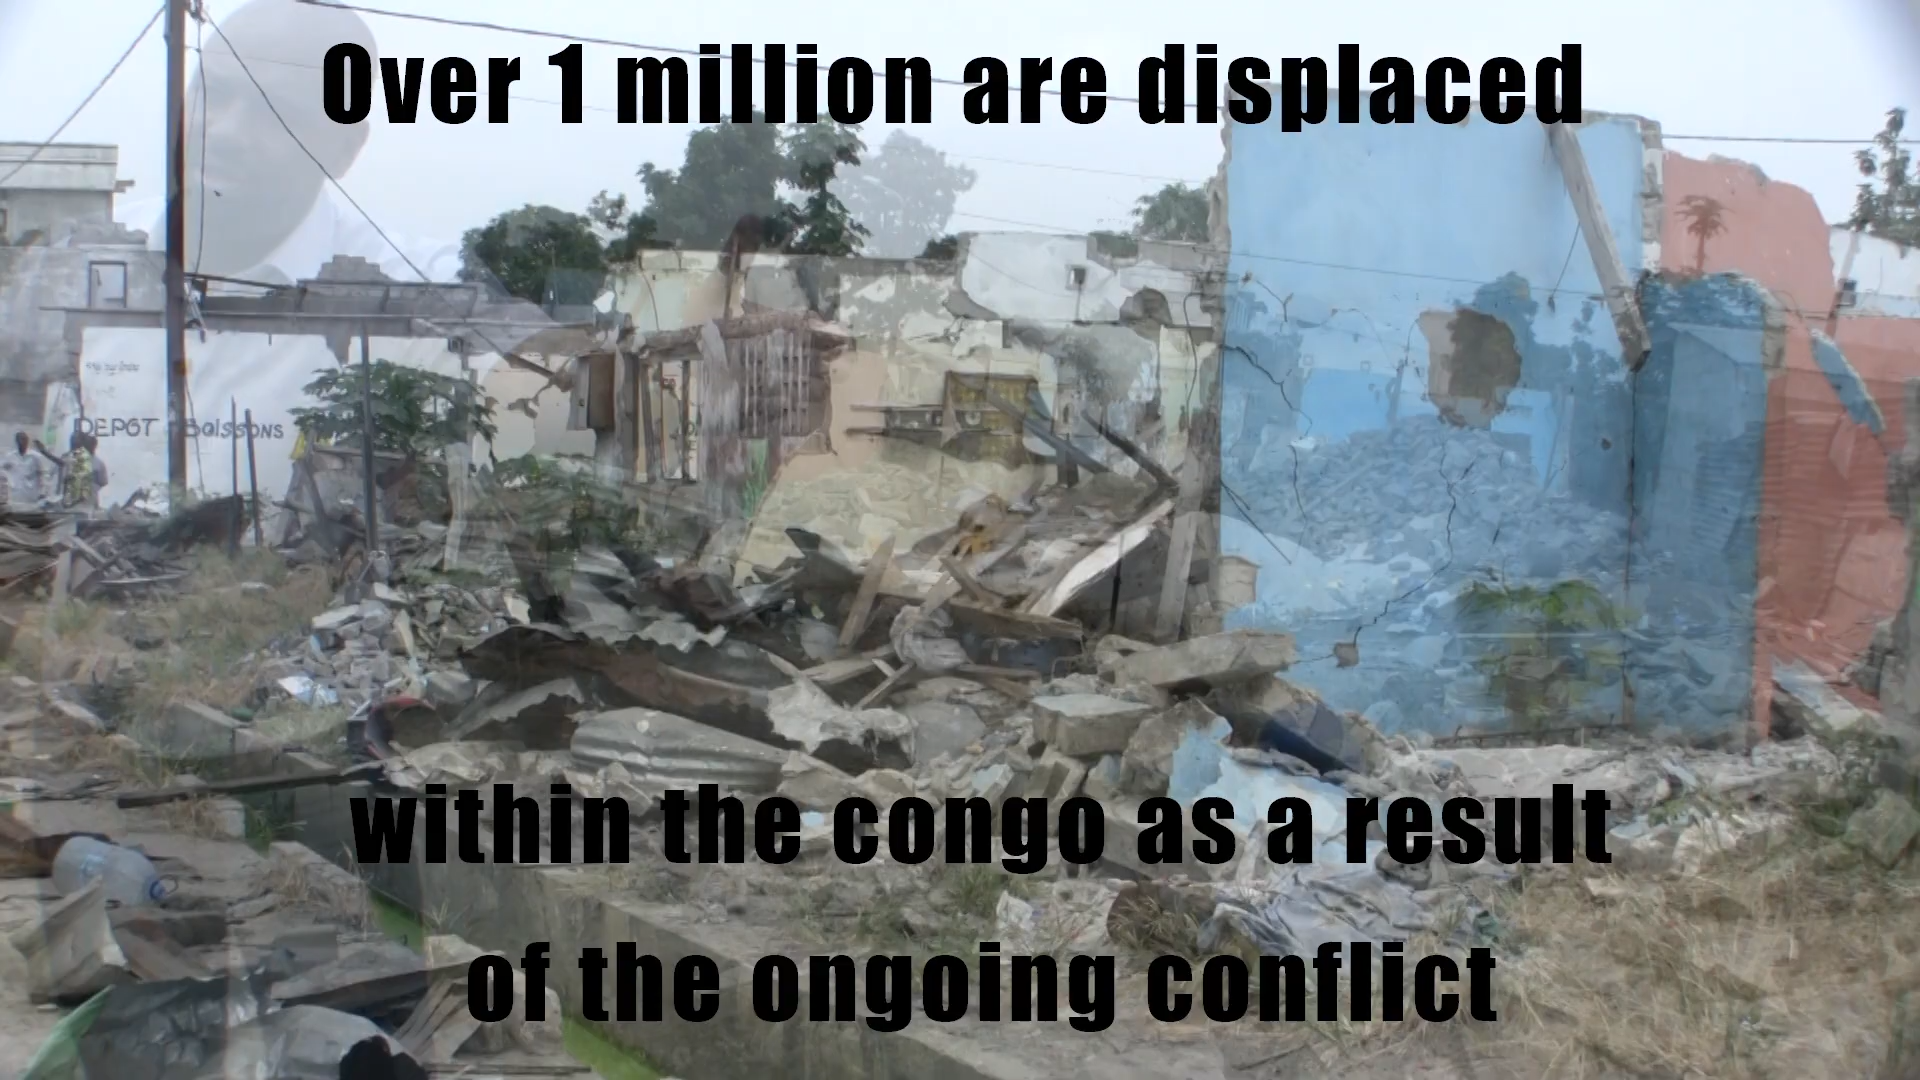 Over 1 million are displaced
DEPOT BOISSONS
within the congo as a result
of the ongoing conflict